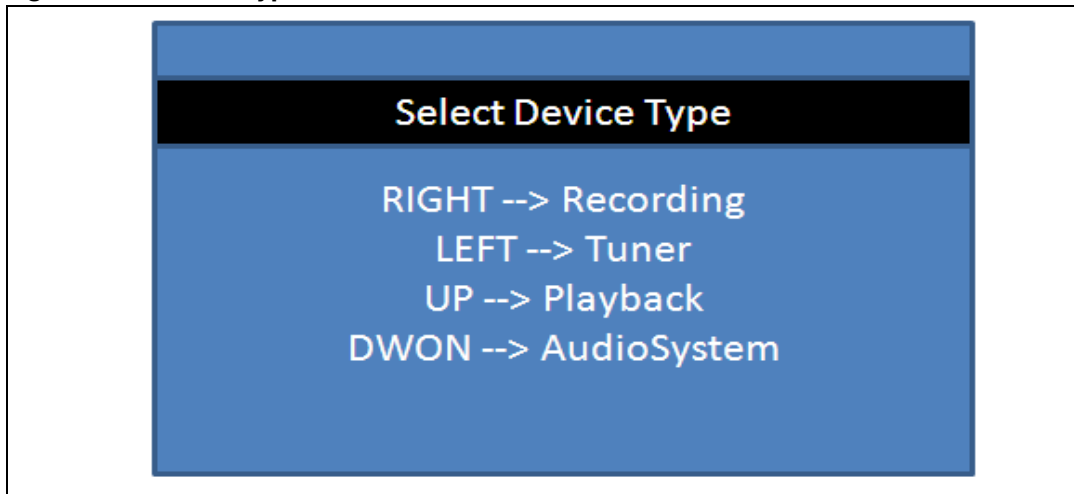 Select Device Type
RIGHT --> Recording
LEFT --> Tuner
UP --> Playback
DWON --> AudioSystem